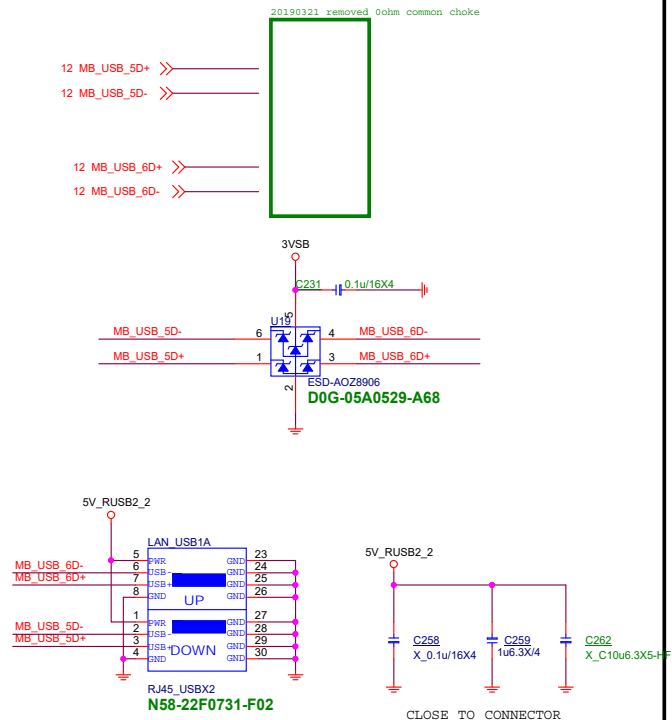 20190321 removed 0ohm common choke
12 MB_USB_5D+
12 MB_USB_5D-
12 MB_USB_6D+
12 MB_USB_6D-
3VSB
C231 0.1u/16X4
5
U19
MB_USB_5D- 6 4 MB_USB_6D-
MB_USB_5D+ 1 3 MB_USB_6D+
2
ESD-AOZ8906
D0G-05A0529-A68
5V_RUSB2_2
LAN_USB1A
5 PWR GND 23
MB_USB_6D- 6 USB- GND 24
MB_USB_6D+ 7 USB+ GND 25
8 GND GND 26
UP
1 PWR GND 27
MB_USB_5D- 2 USB- GND 28
MB_USB_5D+ 3 USB+ GND 29
4 GND GND 30
DOWN
RJ45_USBX2
N58-22F0731-F02
5V_RUSB2_2
C258
X_0.1u/16X4
C259
1u6.3X/4
C262
X_C10u6.3X5-HF
CLOSE TO CONNECTOR